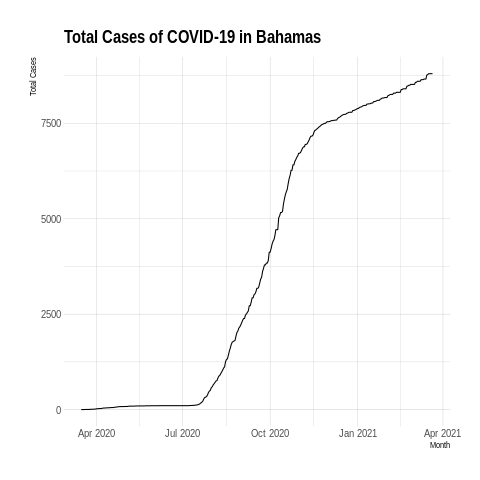 Total Cases of COVID-19 in Bahamas
Total Cases
7500
5000
2500
0
Apr 2020 Jul 2020 Oct 2020 Jan 2021 Apr 2021
Month